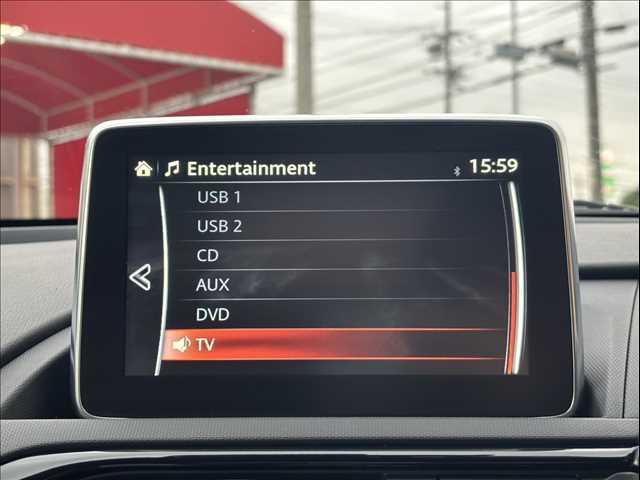 Entertainment 15:59
USB 1
USB 2
CD
AUX
DVD
TV